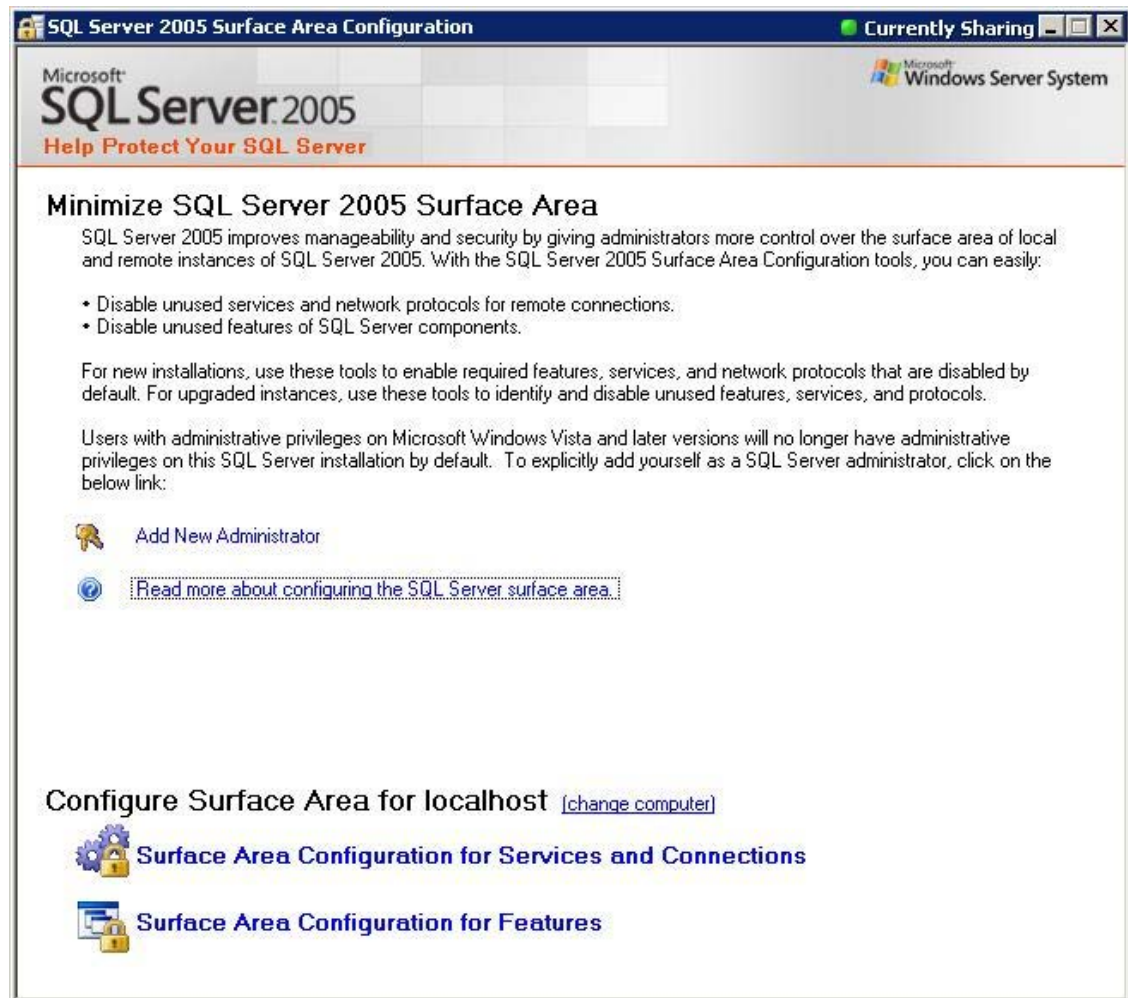 SQL Server 2005 Surface Area Configuration
Currently Sharing
Microsoft
SQL Server 2005
Help Protect Your SQL Server
Microsoft
Windows Server System
Minimize SQL Server 2005 Surface Area
SQL Server 2005 improves manageability and security by giving administrators more control over the surface area of local
and remote instances of SQL Server 2005. With the SQL Server 2005 Surface Area Configuration tools, you can easily:
• Disable unused services and network protocols for remote connections.
• Disable unused features of SQL Server components.
For new installations, use these tools to enable required features, services, and network protocols that are disabled by
default. For upgraded instances, use these tools to identify and disable unused features, services, and protocols.
Users with administrative privileges on Microsoft Windows Vista and later versions will no longer have administrative
privileges on this SQL Server installation by default. To explicitly add yourself as a SQL Server administrator, click on the
below link:
Add New Administrator
Read more about configuring the SQL Server surface area.
Configure Surface Area for localhost (change computer)
Surface Area Configuration for Services and Connections
Surface Area Configuration for Features